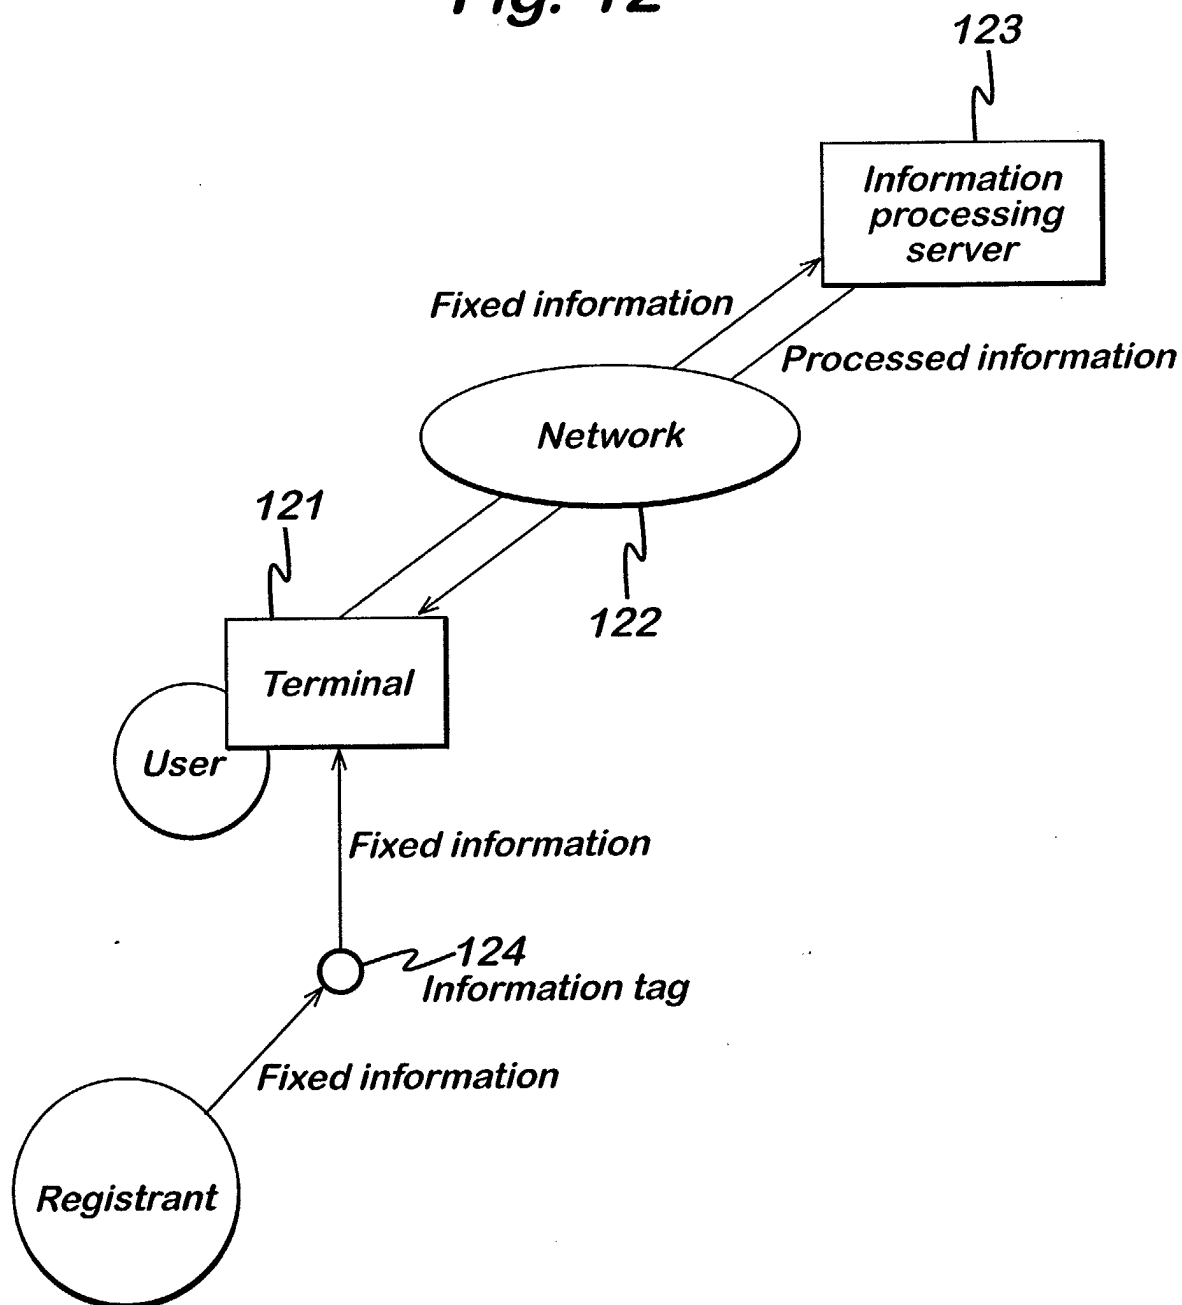 Fig. 12
123
Information
processing
server
Fixed information
Processed information
Network
121
122
Terminal
User
Fixed information
124
Information tag
Fixed information
Registrant